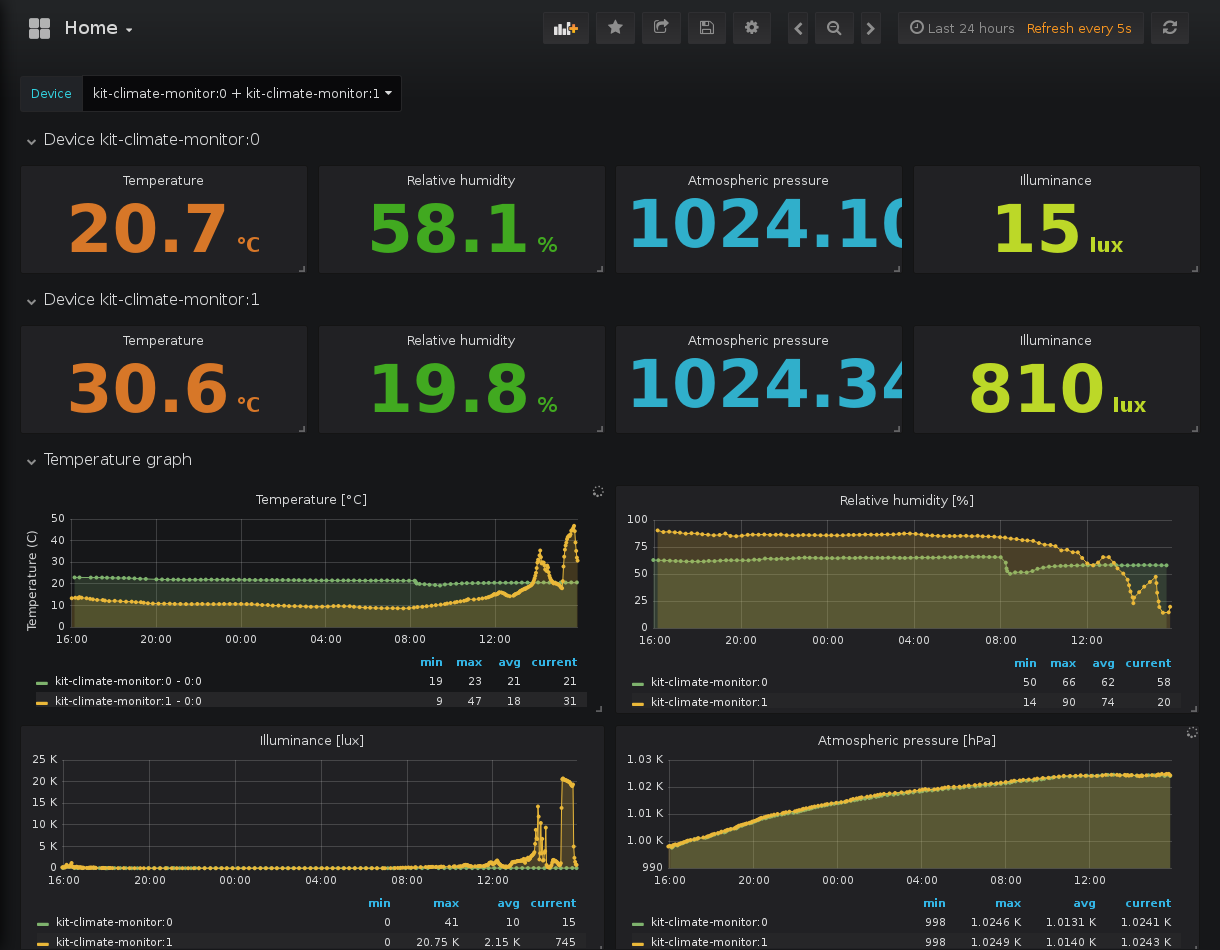 Home
Last 24 hours Refresh every 5s
Device kit-climate-monitor:0 + kit-climate-monitor:1
Device kit-climate-monitor:0
Temperature Relative humidity Atmospheric pressure Illuminance
20.7 °C 58.1 % 1024.10 15 lux
Device kit-climate-monitor:1
Temperature Relative humidity Atmospheric pressure Illuminance
30.6 °C 19.8 % 1024.34 810 lux
Temperature graph
Temperature [°C]
Temperature (C)
50
40
30
20
10
0
16:00 20:00 00:00 04:00 08:00 12:00
min max avg current
kit-climate-monitor:0 - 0:0 19 23 21 21
kit-climate-monitor:1 - 0:0 9 47 18 31
Relative humidity [%]
100
75
50
25
0
16:00 20:00 00:00 04:00 08:00 12:00
min max avg current
kit-climate-monitor:0 50 66 62 58
kit-climate-monitor:1 14 90 74 20
Illuminance [lux]
25 K
20 K
15 K
10 K
5 K
0
16:00 20:00 00:00 04:00 08:00 12:00
min max avg current
kit-climate-monitor:0 0 41 10 15
kit-climate-monitor:1 0 20.75 K 2.15 K 745
Atmospheric pressure [hPa]
1.03 K
1.02 K
1.01 K
1.00 K
990
16:00 20:00 00:00 04:00 08:00 12:00
min max avg current
kit-climate-monitor:0 998 1.0246 K 1.0131 K 1.0241 K
kit-climate-monitor:1 998 1.0249 K 1.0140 K 1.0243 K